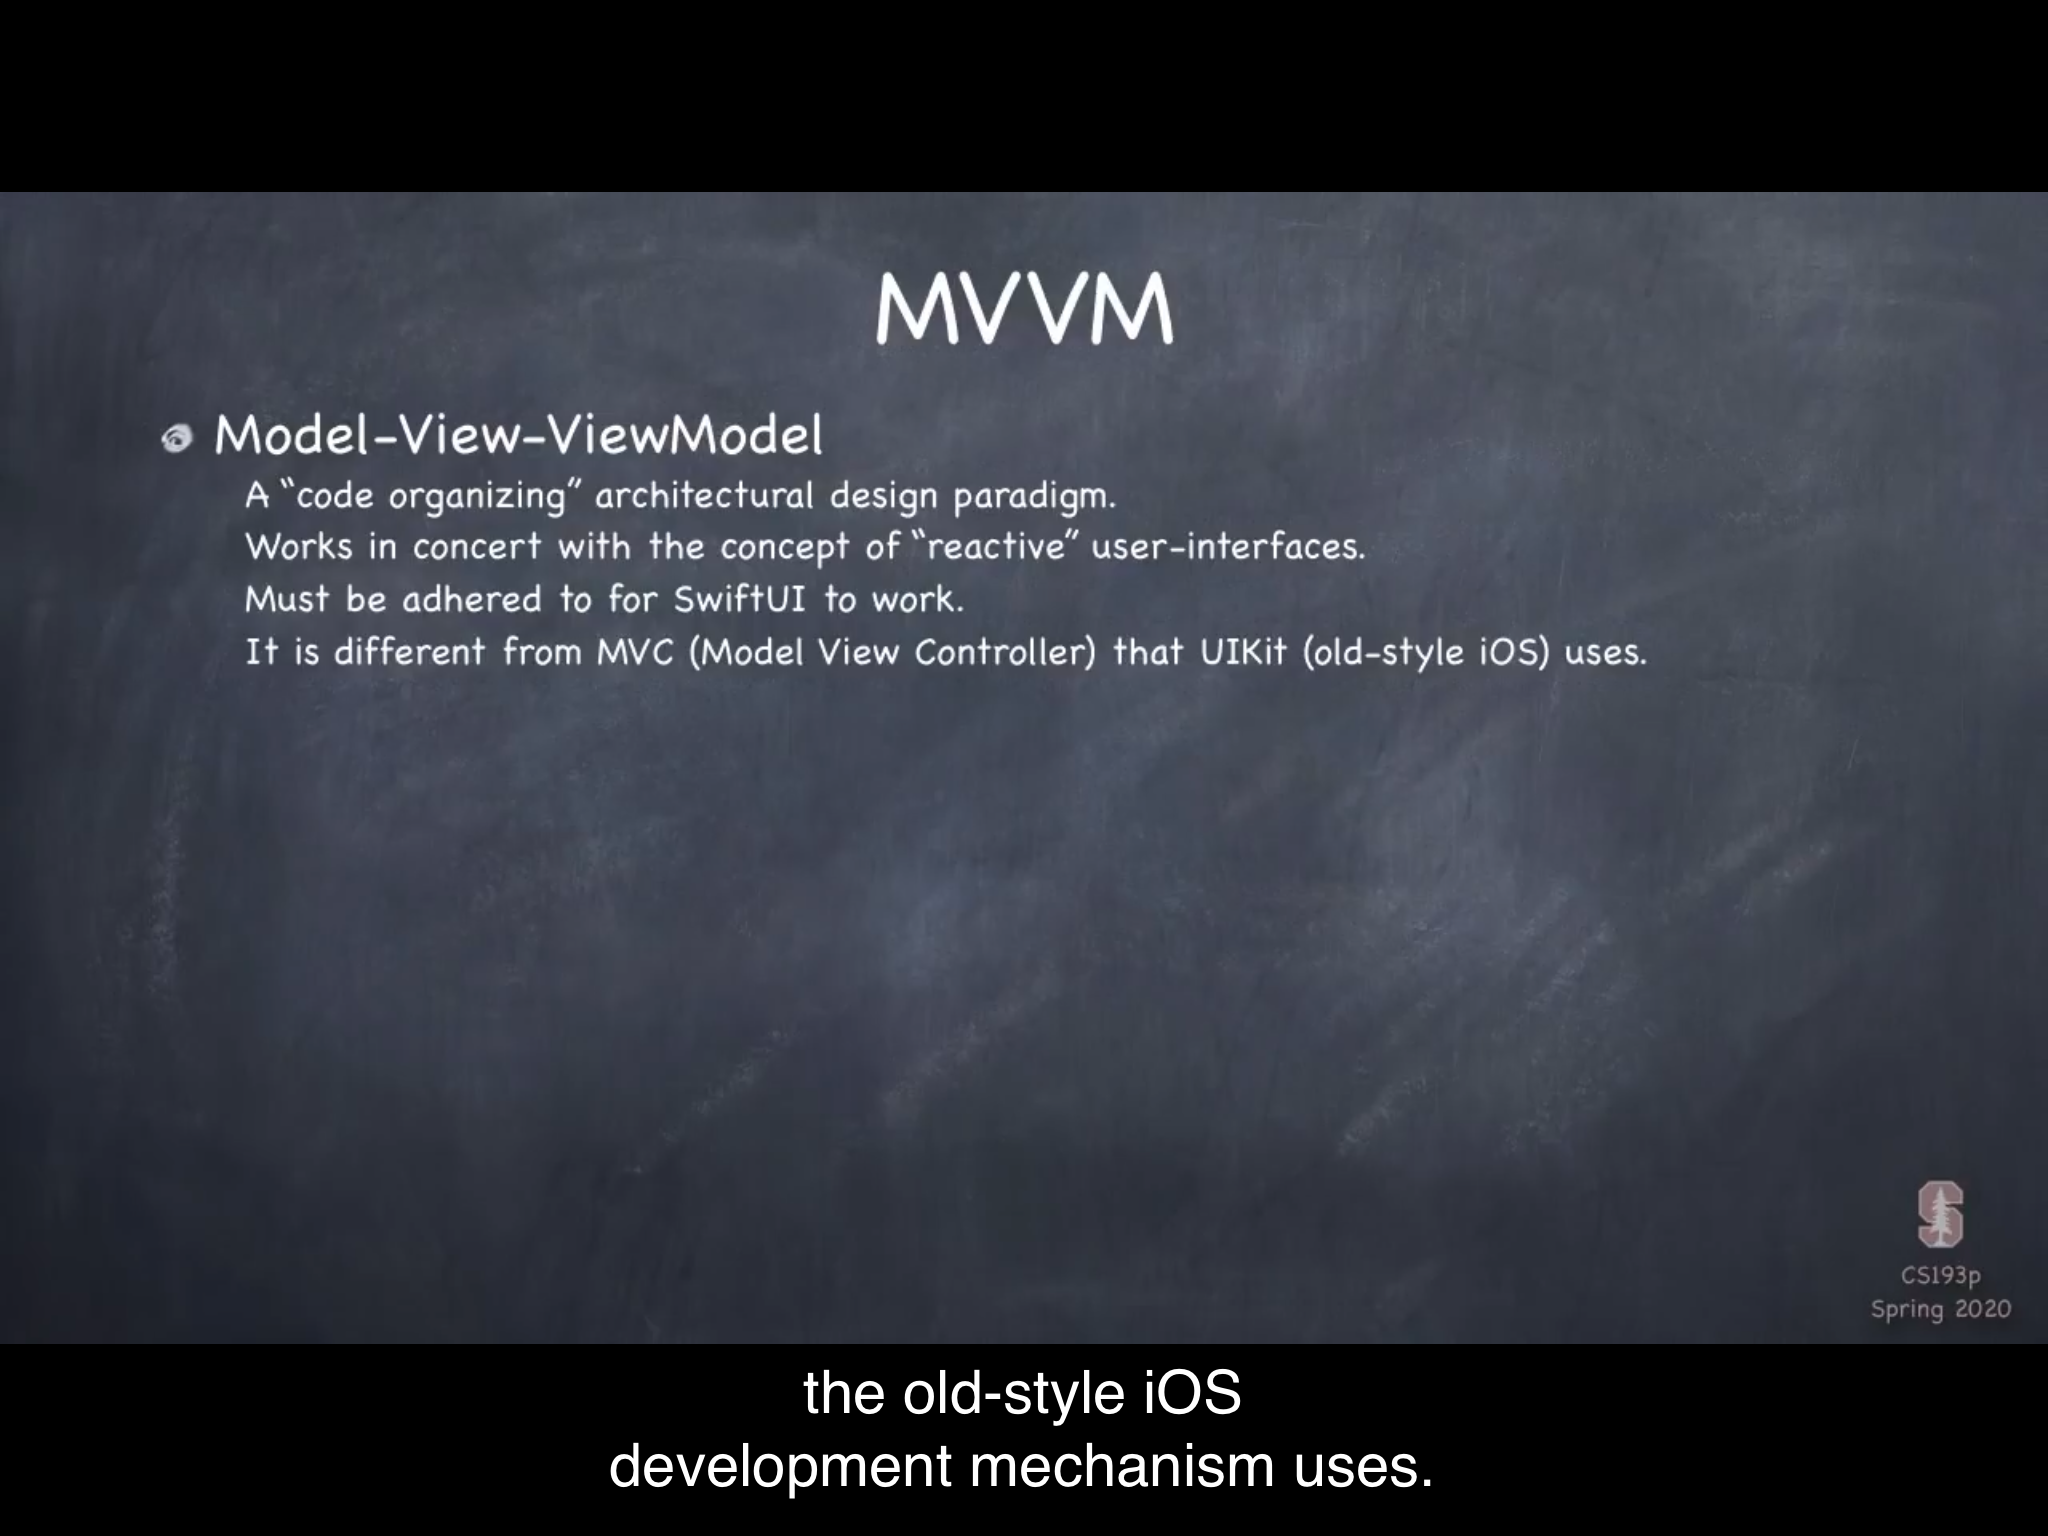 MVVM
Model-View-ViewModel
A “code organizing” architectural design paradigm.
Works in concert with the concept of “reactive” user-interfaces.
Must be adhered to for SwiftUI to work.
It is different from MVC (Model View Controller) that UIKit (old-style iOS) uses.
S
CS193p
Spring 2020
the old-style iOS
development mechanism uses.